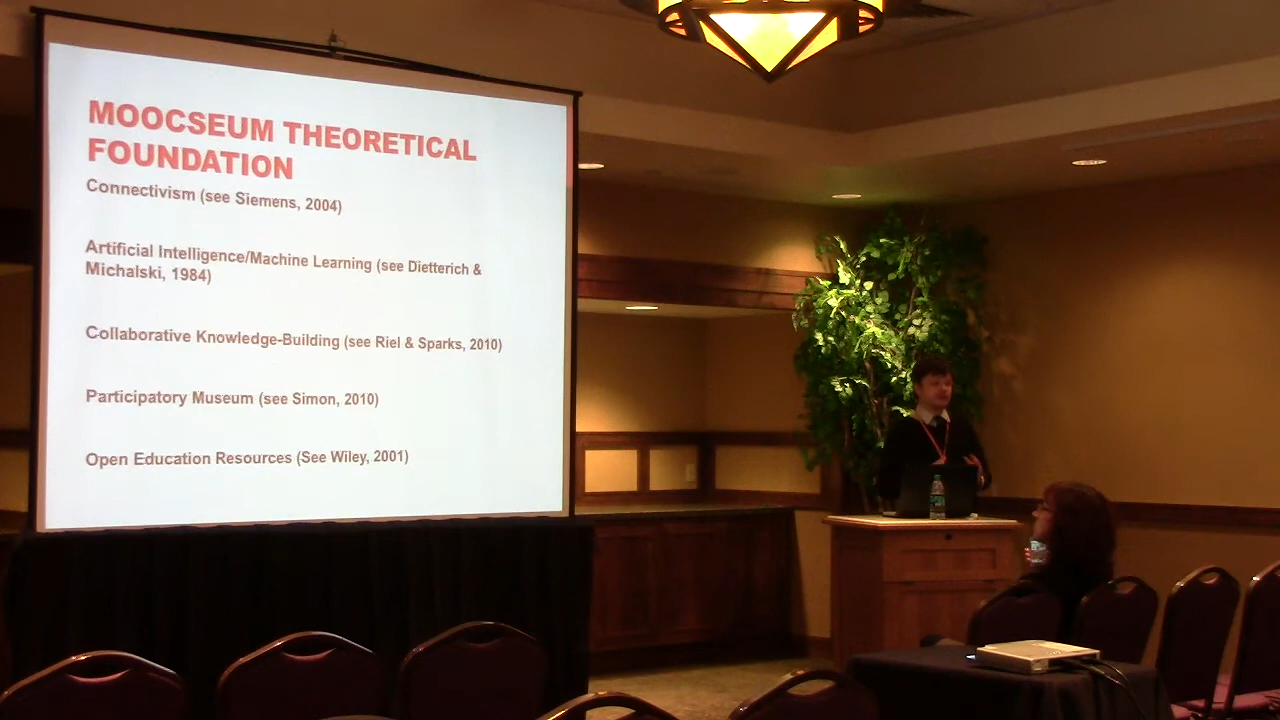 MOOCSEUM THEORETICAL
FOUNDATION
Connectivism (see Siemens, 2004)
Artificial Intelligence/Machine Learning (see Dietterich &
Michalski, 1984)
Collaborative Knowledge-Building (see Riel & Sparks, 2010)
Participatory Museum (see Simon, 2010)
Open Education Resources (See Wiley, 2001)